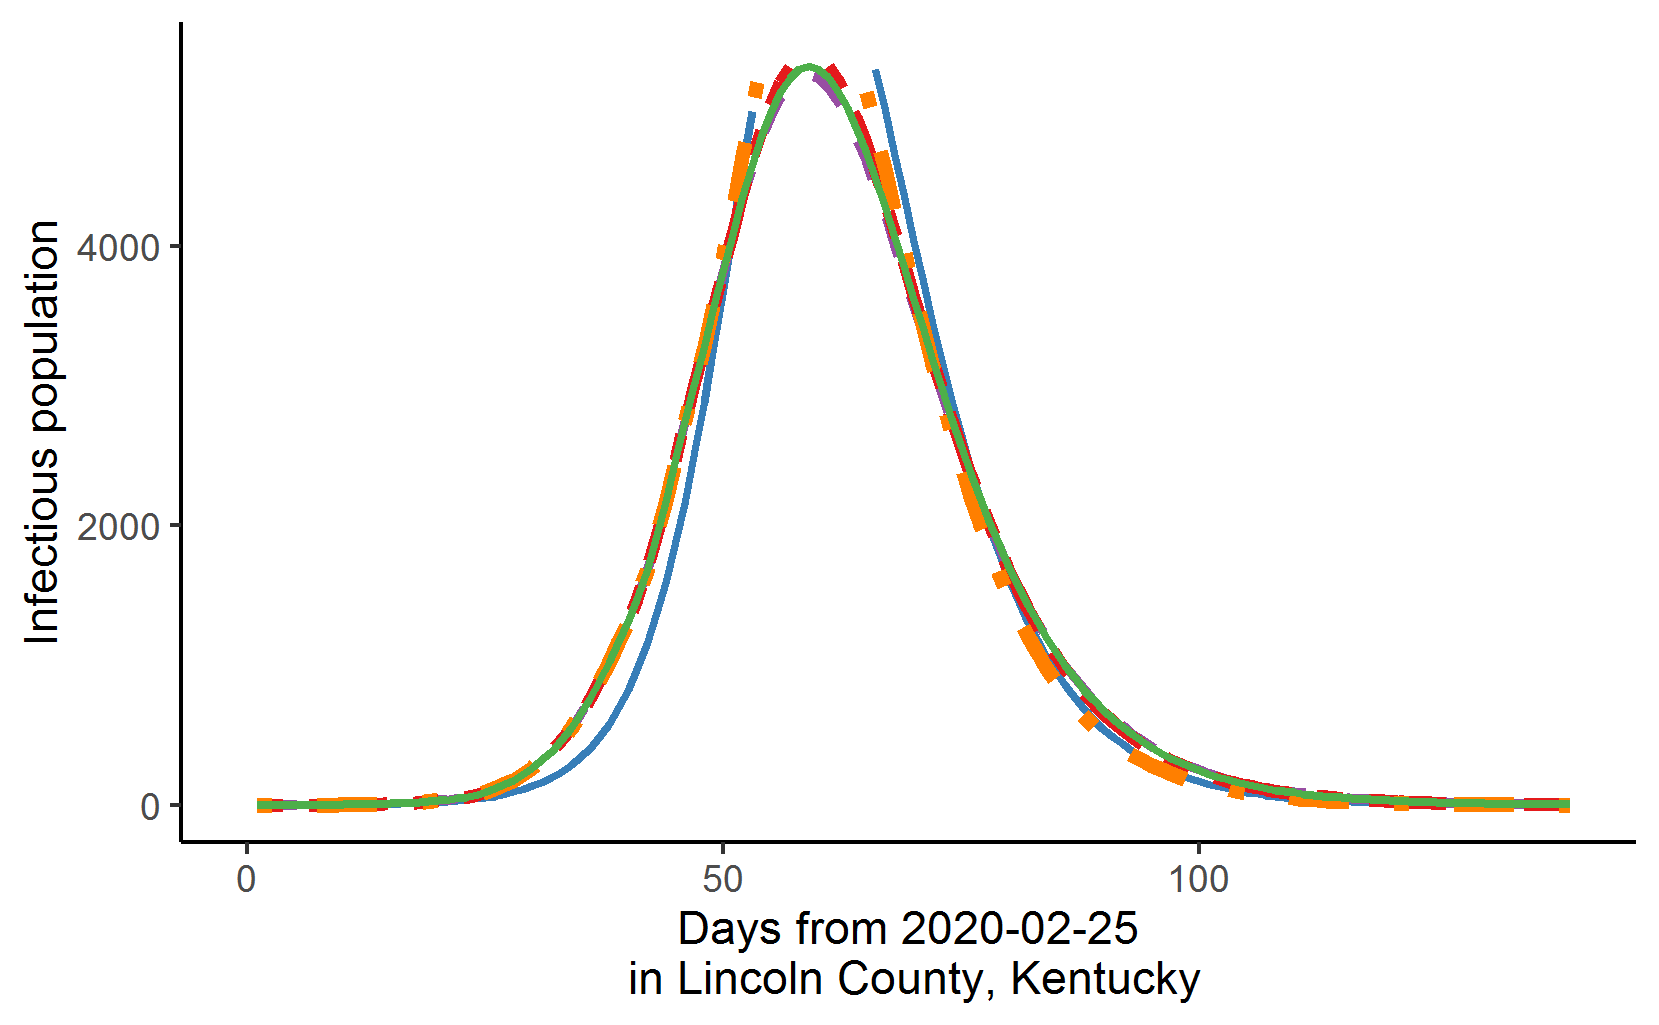 Infectious population
4000
2000
0
0
50
100
Days from 2020-02-25
in Lincoln County, Kentucky